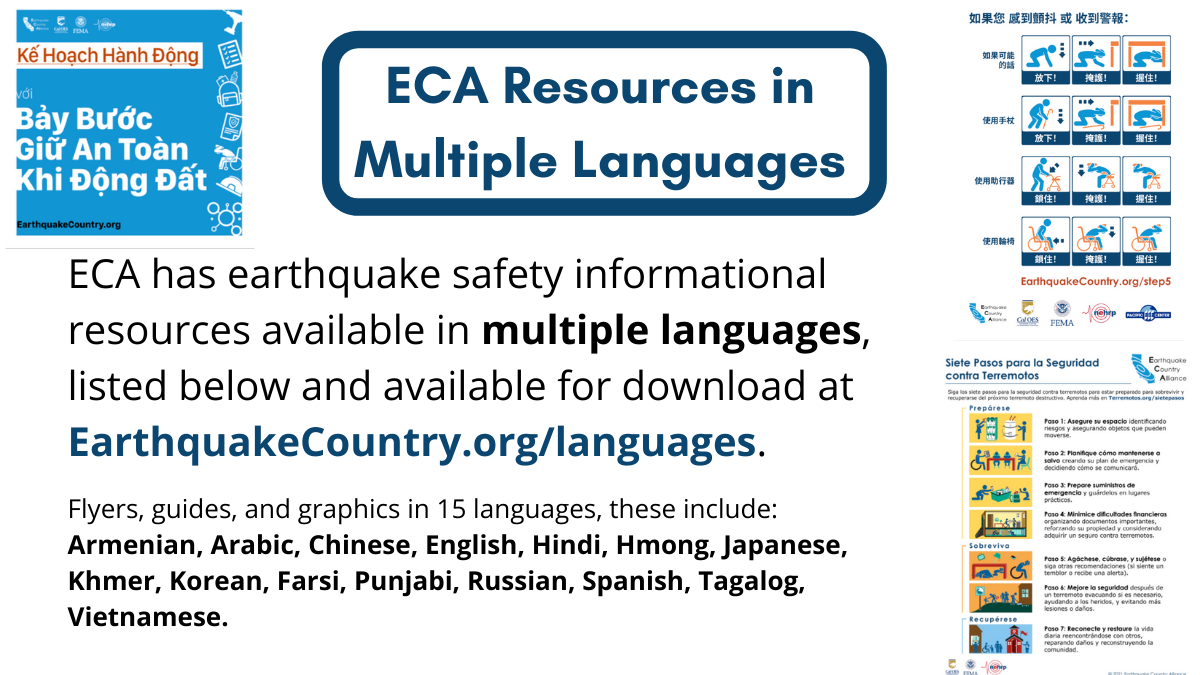 Earthquake
Country
Alliance
Cal OES
FEMA
nehrp
Kế Hoạch Hành Động
với
Bảy Bước
Giữ An Toàn
Khi Động Đất
EarthquakeCountry.org
ECA Resources in
Multiple Languages
ECA has earthquake safety informational
resources available in multiple languages,
listed below and available for download at
EarthquakeCountry.org/languages.
Flyers, guides, and graphics in 15 languages, these include:
Armenian, Arabic, Chinese, English, Hindi, Hmong, Japanese,
Khmer, Korean, Farsi, Punjabi, Russian, Spanish, Tagalog,
Vietnamese.
如果您 感到顫抖 或 收到警報：
如果可能
的話
放下！ 掩護！ 握住！
使用手杖
放下！ 掩護！ 握住！
使用助行器
鎖住！ 掩護！ 握住！
使用輪椅
鎖住！ 掩護！ 握住！
EarthquakeCountry.org/step5
Earthquake
Country
Alliance
Cal OES
FEMA
nehrp
PACIFIC CENTER
Siete Pasos para la Seguridad
contra Terremotos
Earthquake
Country
Alliance
Siga los siete pasos para la seguridad contra terremotos para estar preparado para sobrevivir y
recuperarse del próximo terremoto destructivo. Aprenda más en Terremotos.org/sietepasos
Prepárese
Paso 1: Asegure su espacio identificando
riesgos y asegurando objetos que pueden
moverse.
Paso 2: Planifique cómo mantenerse a
salvo creando su plan de emergencia y
decidiendo cómo se comunicará.
Paso 3: Prepare suministros de
emergencia y guárdelos en lugares
prácticos.
Paso 4: Minimice dificultades financieras
organizando documentos importantes,
reforzando su propiedad y considerando
adquirir un seguro contra terremotos.
Sobreviva
Paso 5: Agáchese, cúbrase, y sujétese o
siga otras recomendaciones (si siente un
temblor o recibe una alerta).
Paso 6: Mejore la seguridad después de
un terremoto evacuando si es necesario,
ayudando a los heridos, y evitando más
lesiones o daños.
Recupérese
Paso 7: Reconecte y restaure la vida
diaria reencontrándose con otros,
reparando daños y reconstruyendo la
comunidad.
Cal OES
FEMA
nehrp
© 2021 Earthquake Country Alliance